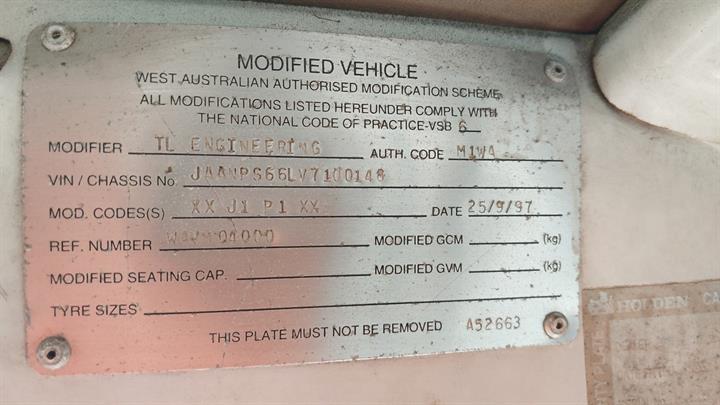 MODIFIED VEHICLE
WEST AUSTRALIAN AUTHORISED MODIFICATION SCHEME
ALL MODIFICATIONS LISTED HEREUNDER COMPLY WITH
THE NATIONAL CODE OF PRACTICE-VSB 6
MODIFIER TL ENGINEERING AUTH. CODE M1WA
VIN / CHASSIS No JAANPS66LV7100148
MOD. CODES(S) XX J1 P1 XX DATE 25/9/97
REF. NUMBER MODIFIED GCM (kg)
MODIFIED SEATING CAP. MODIFIED GVM (kg)
TYRE SIZES
THIS PLATE MUST NOT BE REMOVED A52663
HOLDEN